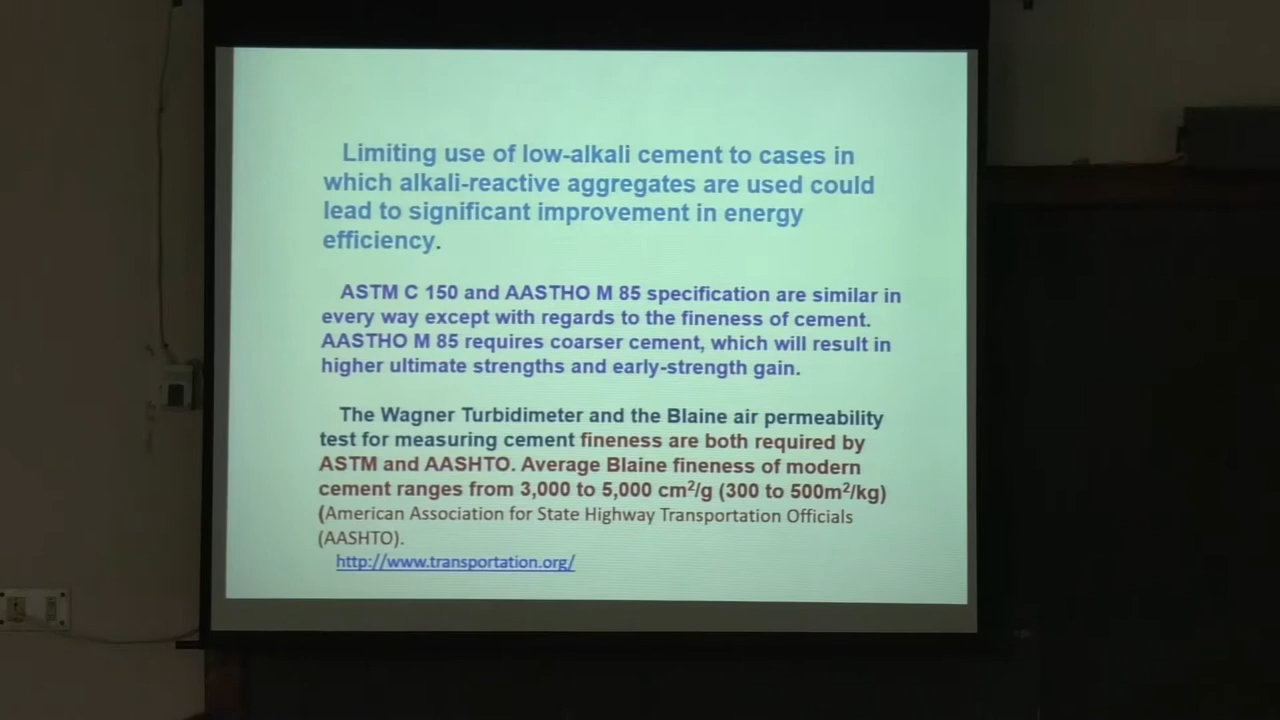 Limiting use of low-alkali cement to cases in
which alkali-reactive aggregates are used could
lead to significant improvement in energy
efficiency.
ASTM C 150 and AASTHO M 85 specification are similar in
every way except with regards to the fineness of cement.
AASTHO M 85 requires coarser cement, which will result in
higher ultimate strengths and early-strength gain.
The Wagner Turbidimeter and the Blaine air permeability
test for measuring cement fineness are both required by
ASTM and AASHTO. Average Blaine fineness of modern
cement ranges from 3,000 to 5,000 cm²/g (300 to 500m²/kg)
(American Association for State Highway Transportation Officials
(AASHTO).
http://www.transportation.org/